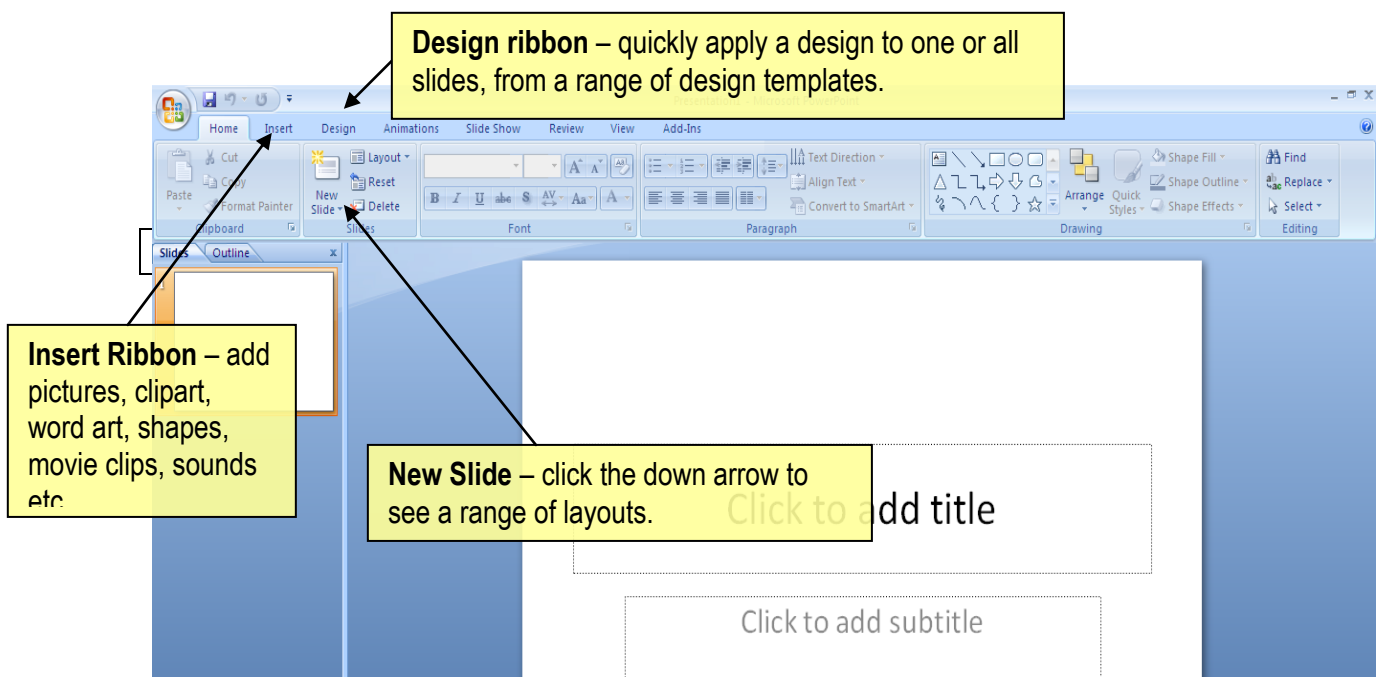 Design ribbon – quickly apply a design to one or all
slides, from a range of design templates.
Home Insert Design Animations Slide Show Review View Add-Ins
Paste
Cut
Copy
Format Painter
Clipboard
New
Slide
Layout
Reset
Delete
Slides
B I U abc S AV Aa A
Font
Text Direction
Align Text
Convert to SmartArt
Paragraph
Arrange
Quick
Styles
Shape Fill
Shape Outline
Shape Effects
Drawing
Find
Replace
Select
Editing
Slides Outline x
Insert Ribbon – add
pictures, clipart,
word art, shapes,
movie clips, sounds
etc
New Slide – click the down arrow to
see a range of layouts.
Click to add title
Click to add subtitle